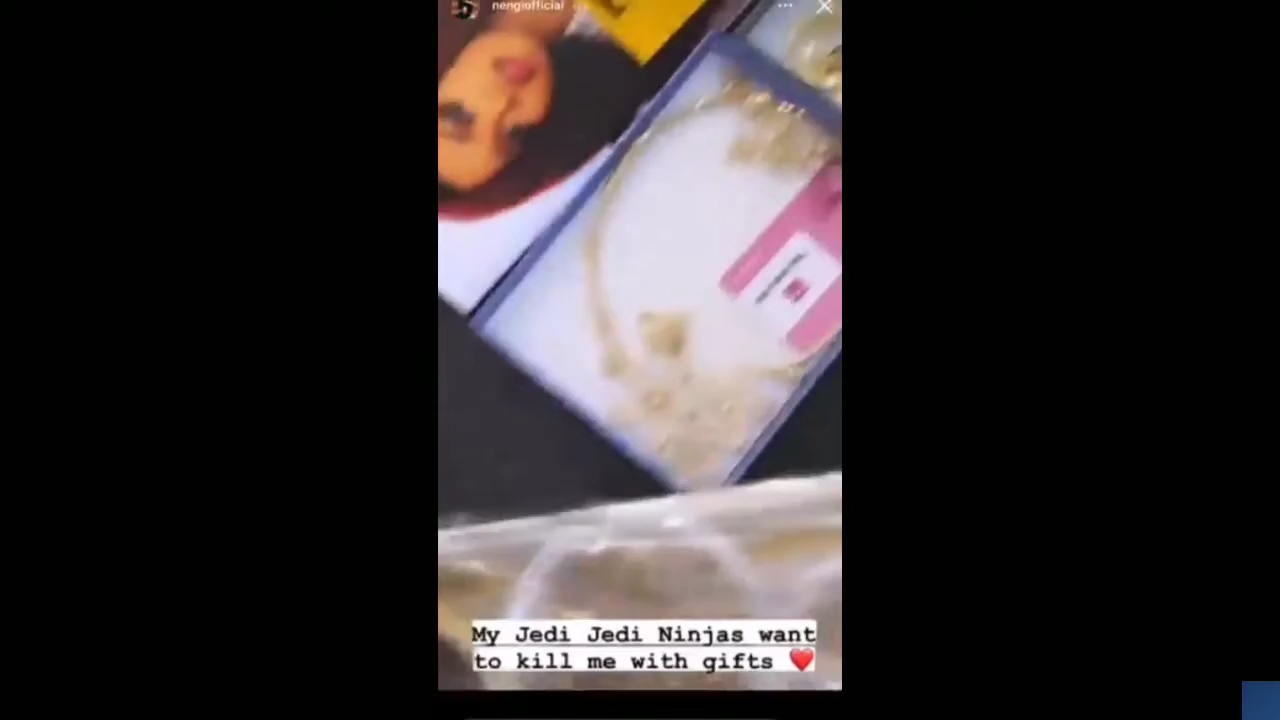 nengiofficial
My Jedi Jedi Ninjas want
to kill me with gifts ❤️